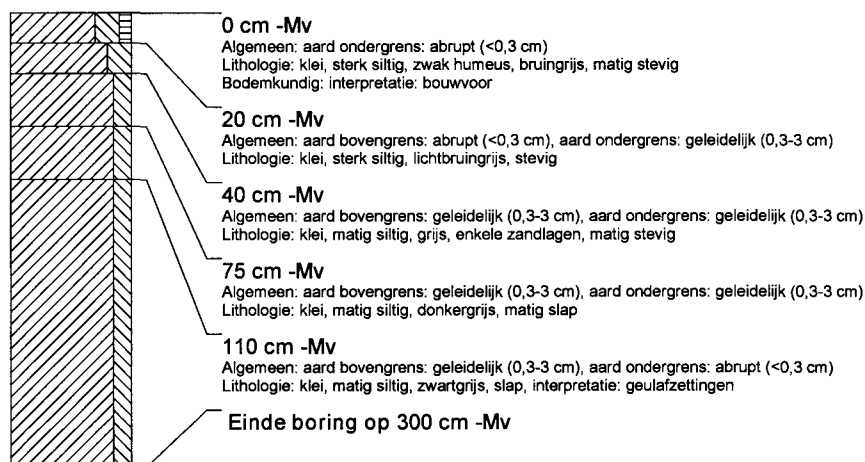 0 cm -Mv
Algemeen: aard ondergrens: abrupt (<0,3 cm)
Lithologie: klei, sterk siltig, zwak humeus, bruingrijs, matig stevig
Bodemkundig: interpretatie: bouwvoor
20 cm -Mv
Algemeen: aard bovengrens: abrupt (<0,3 cm), aard ondergrens: geleidelijk (0,3-3 cm)
Lithologie: klei, sterk siltig, lichtbruingrijs, stevig
40 cm -Mv
Algemeen: aard bovengrens: geleidelijk (0,3-3 cm), aard ondergrens: geleidelijk (0,3-3 cm)
Lithologie: klei, matig siltig, grijs, enkele zandlagen, matig stevig
75 cm -Mv
Algemeen: aard bovengrens: geleidelijk (0,3-3 cm), aard ondergrens: geleidelijk (0,3-3 cm)
Lithologie: klei, matig siltig, donkergrijs, matig slap
110 cm -Mv
Algemeen: aard bovengrens: geleidelijk (0,3-3 cm), aard ondergrens: abrupt (<0,3 cm)
Lithologie: klei, matig siltig, zwartgrijs, slap, interpretatie: geulafzettingen
Einde boring op 300 cm -Mv